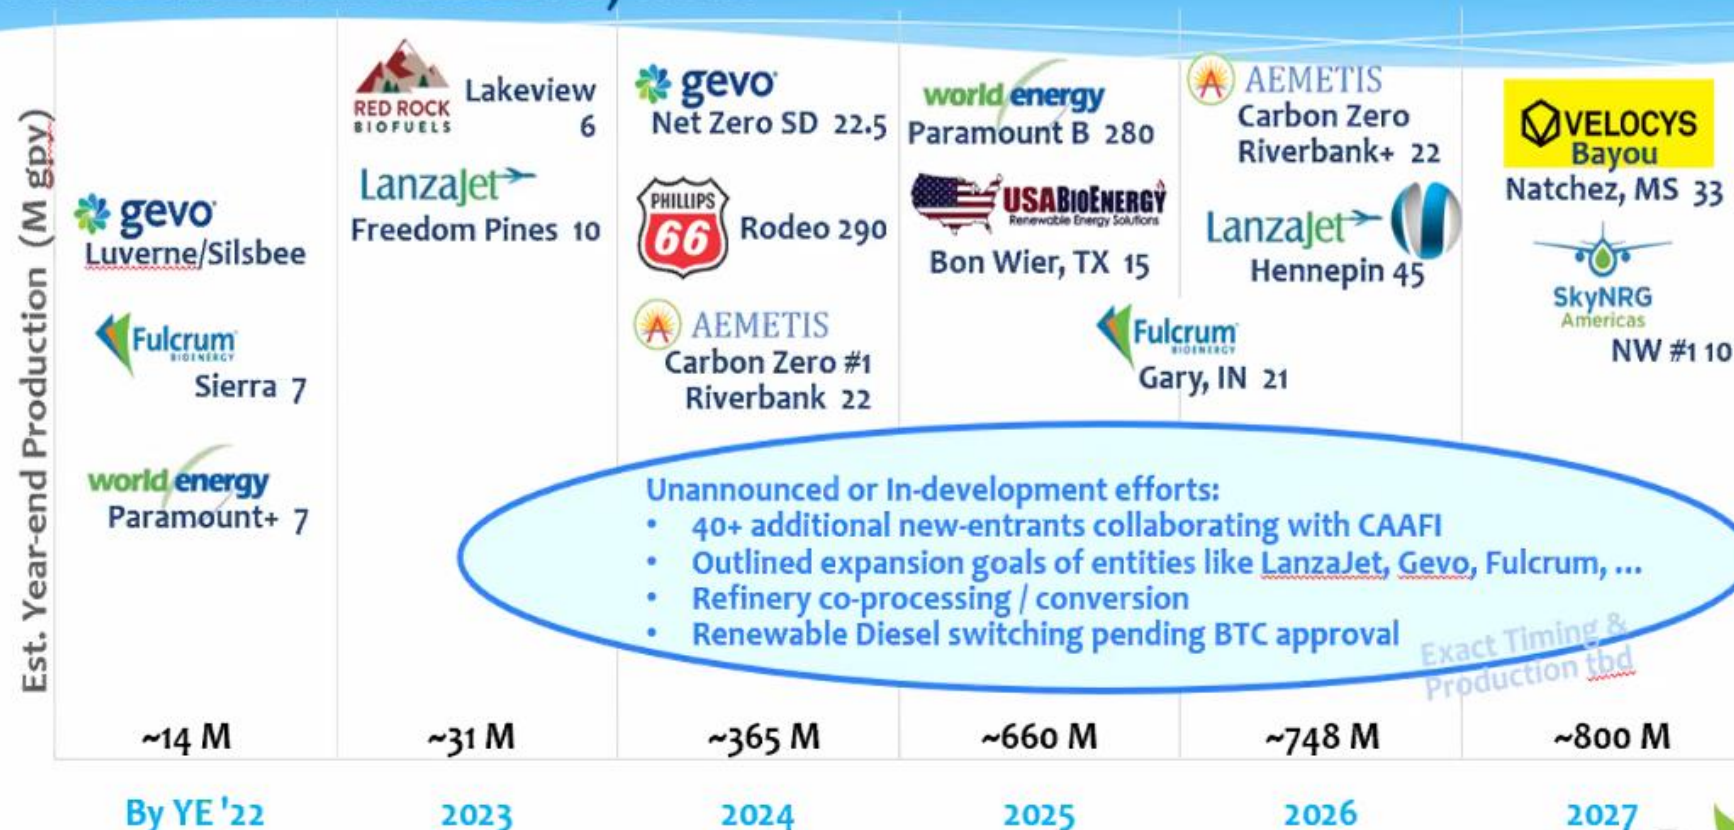 Est. Year-end Production (M gpy)
gevo
Luverne/Silsbee
Fulcrum
BIOENERGY
Sierra 7
world energy
Paramount+ 7
RED ROCK
BIOFUELS
Lakeview
6
LanzaJet
Freedom Pines 10
gevo
Net Zero SD 22.5
PHILLIPS
66
Rodeo 290
AEMETIS
Carbon Zero #1
Riverbank 22
world energy
Paramount B 280
USABIOENERGY
Renewable Energy Solutions
Bon Wier, TX 15
Fulcrum
BIOENERGY
Gary, IN 21
AEMETIS
Carbon Zero
Riverbank+ 22
LanzaJet
Hennepin 45
VELOCYS
Bayou
Natchez, MS 33
SkyNRG
Americas
NW #1 10
Unannounced or In-development efforts:
• 40+ additional new-entrants collaborating with CAAFI
• Outlined expansion goals of entities like LanzaJet, Gevo, Fulcrum, ...
• Refinery co-processing / conversion
• Renewable Diesel switching pending BTC approval
Exact Timing &
Production tbd
~14 M
~31 M
~365 M
~660 M
~748 M
~800 M
By YE '22
2023
2024
2025
2026
2027